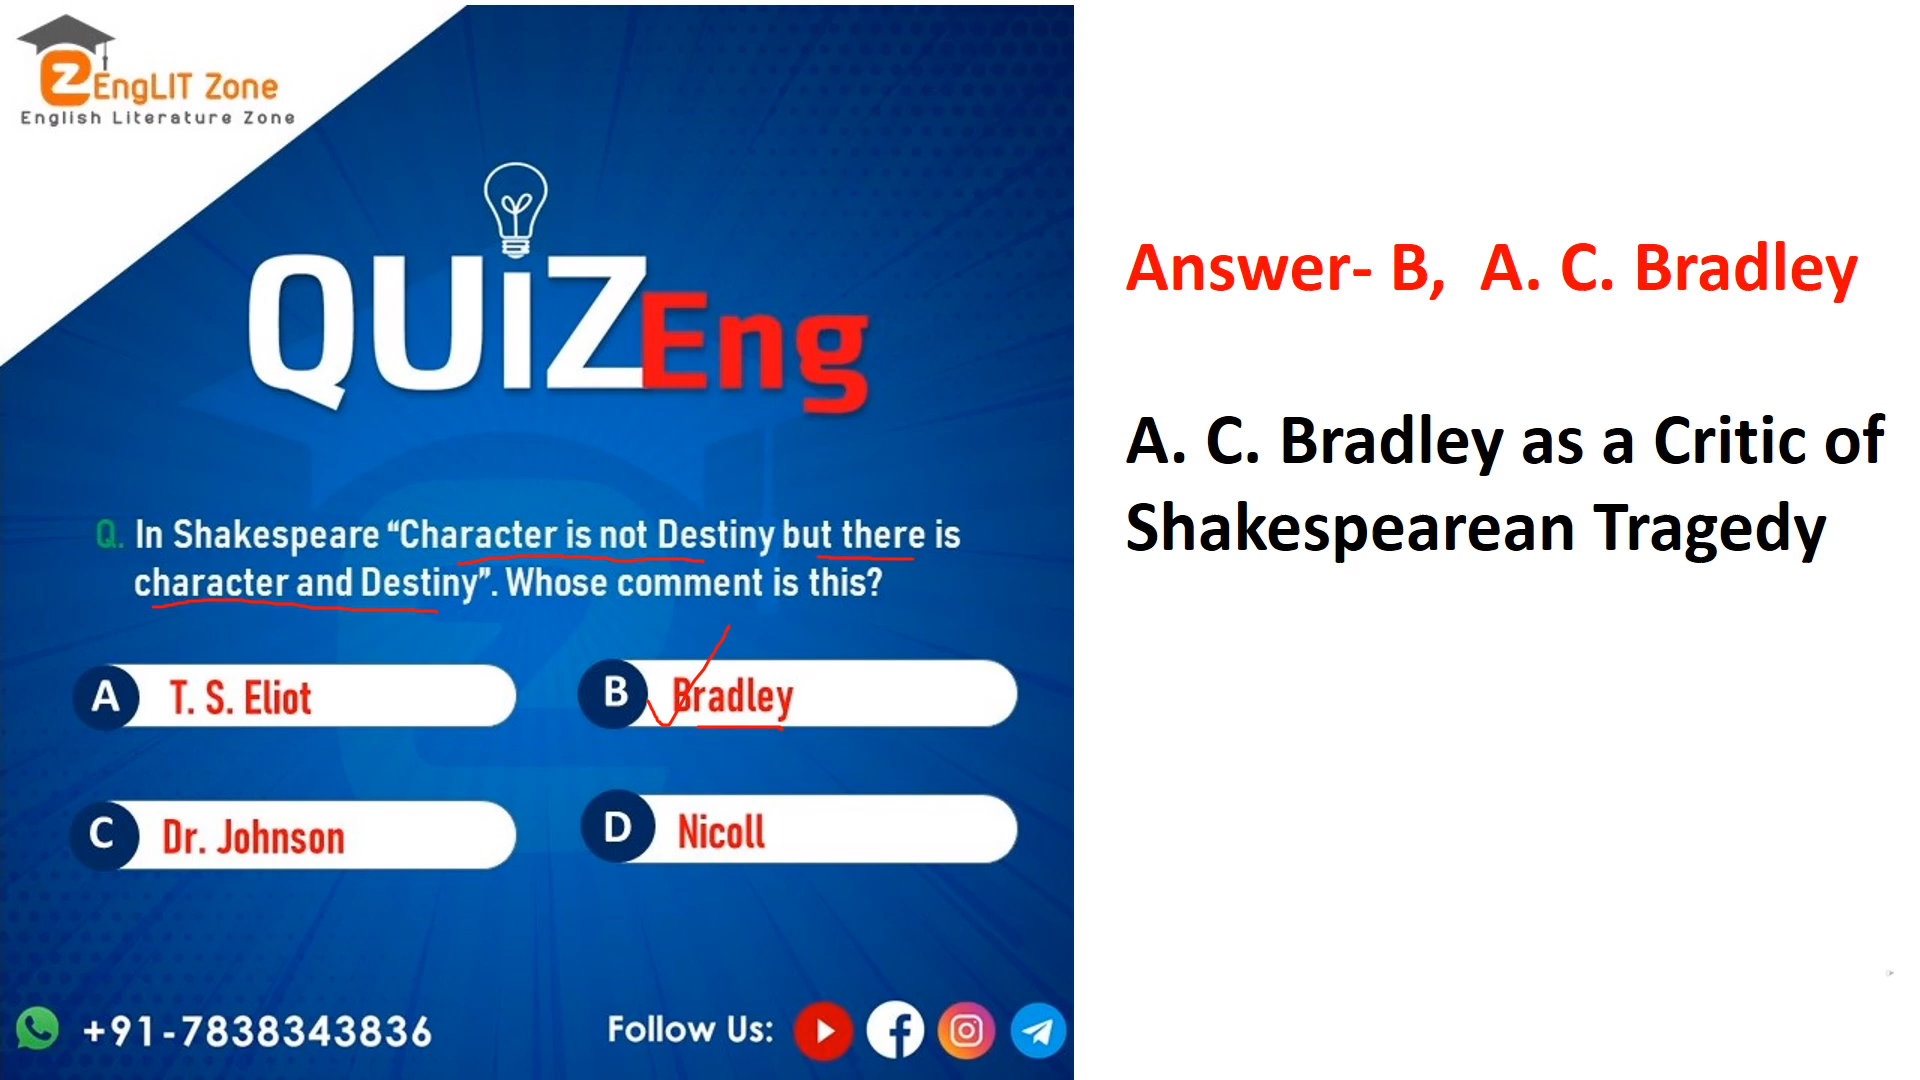 EngLIT Zone
English Literature Zone
QUiZEng
Q. In Shakespeare “Character is not Destiny but there is
character and Destiny”. Whose comment is this?
A T. S. Eliot
B Bradley
C Dr. Johnson
D Nicoll
+91-7838343836
Follow Us:
Answer- B, A. C. Bradley
A. C. Bradley as a Critic of
Shakespearean Tragedy